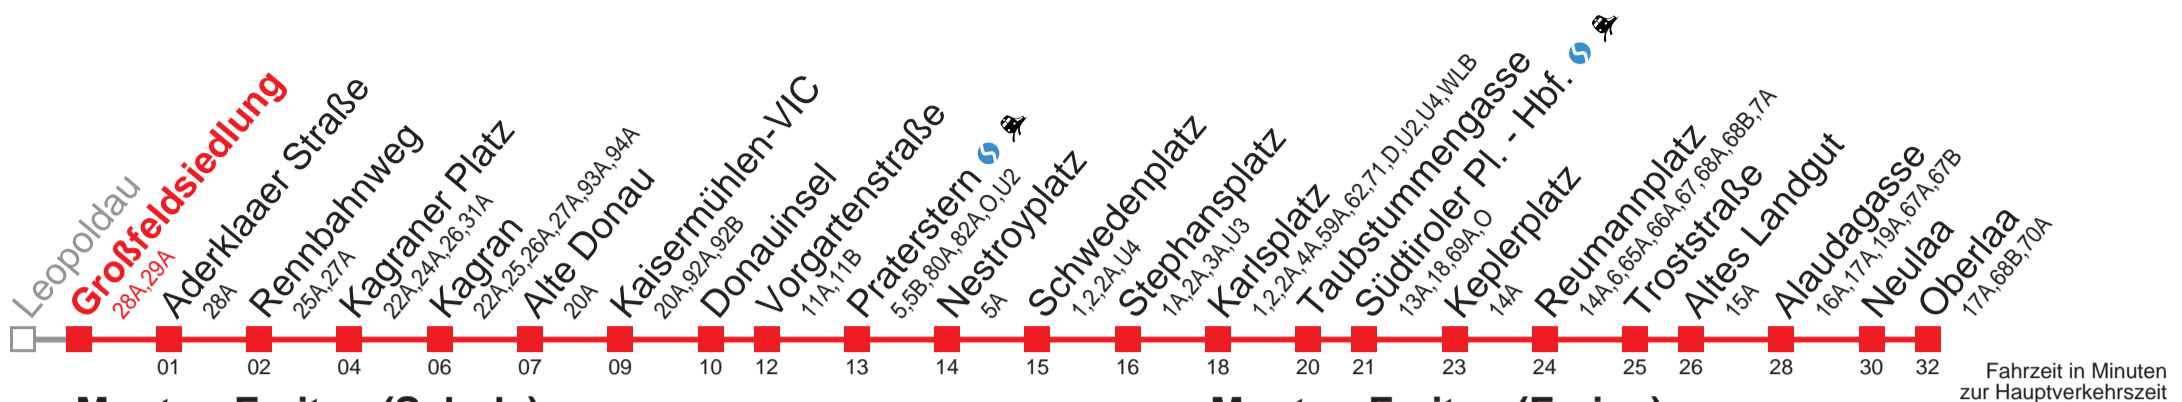 Leopoldau
Großfeldsiedlung
28A,29A
Aderklaaer Straße
28A
Rennbahnweg
25A,27A
Kagraner Platz
22A,24A,26,31A
Kagran
22A,25,26A,27A,93A,94A
Alte Donau
20A
Kaisermühlen-VIC
20A,92A,92B
Donauinsel
Vorgartenstraße
11A,11B
Praterstern
5,5B,80A,82A,O,U2
Nestroyplatz
5A
Schwedenplatz
1,2,2A,U4
Stephansplatz
1A,2A,3A,U3
Karlsplatz
1,2,2A,4A,59A,62,71,D,U2,U4,WLB
Taubstummengasse
Südtiroler Pl. - Hbf.
13A,18,69A,O
Keplerplatz
14A
Reumannplatz
14A,6,65A,66A,67,68A,68B,7A
Troststraße
Altes Landgut
15A
Alaudagasse
16A,17A,19A,67A,67B
Neulaa
Oberlaa
17A,68B,70A
01 02 04 06 07 09 10 12 13 14 15 16 18 20 21 23 24 25 26 28 30 32
Fahrzeit in Minuten
zur Hauptverkehrszeit